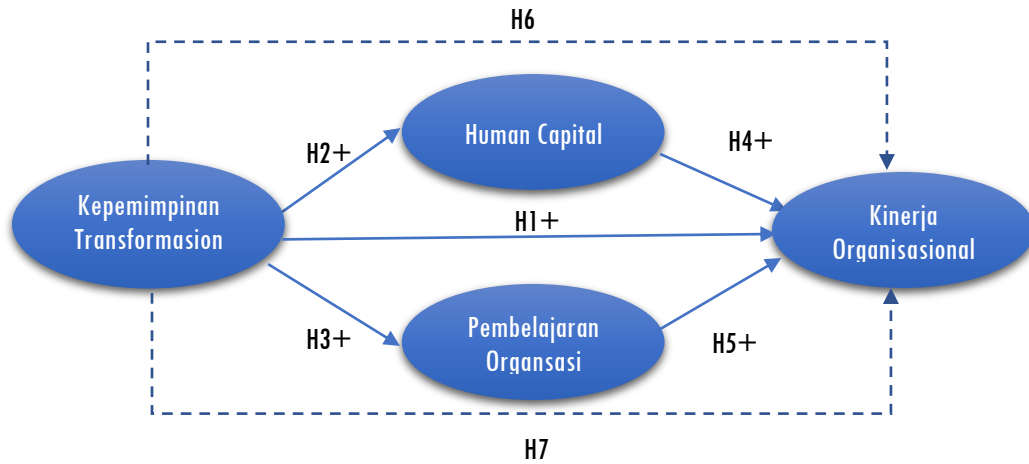 H6
Human Capital
H2+
H4+
Kepemimpinan
Transformasion
H1+
Kinerja
Organisasional
H3+
Pembelajaran
Organsasi
H5+
H7